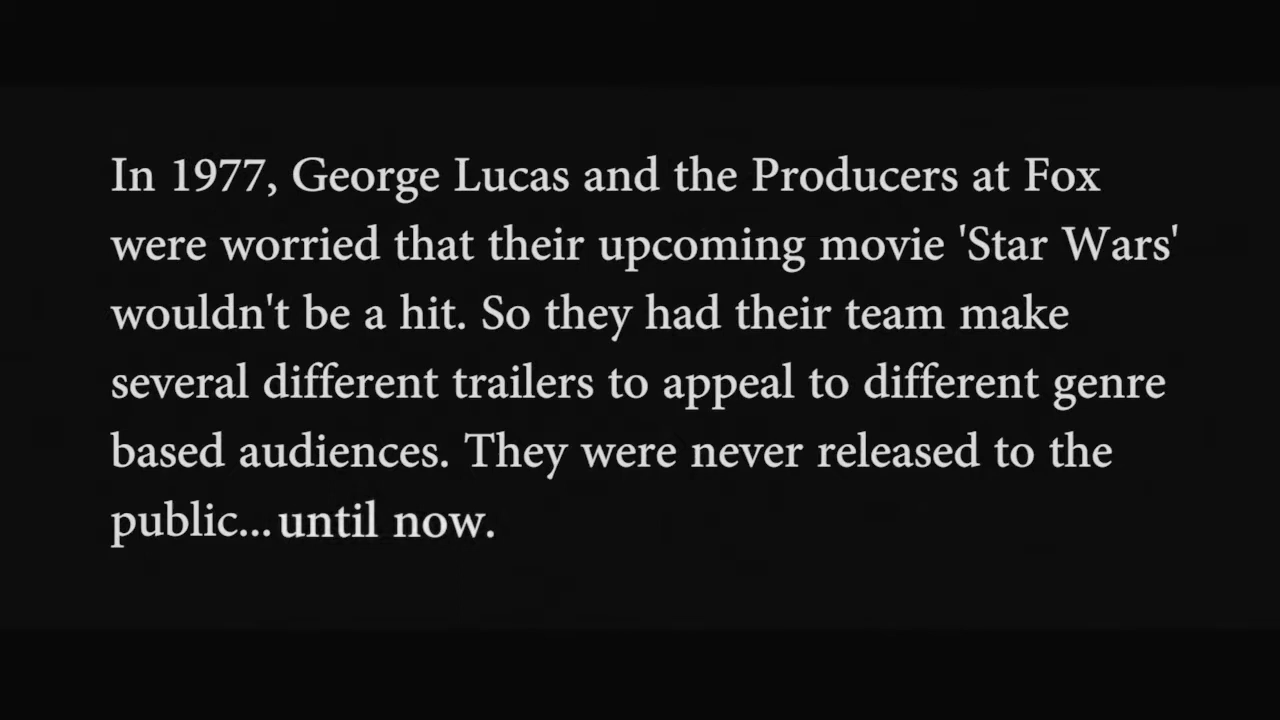 In 1977, George Lucas and the Producers at Fox
were worried that their upcoming movie 'Star Wars'
wouldn't be a hit. So they had their team make
several different trailers to appeal to different genre
based audiences. They were never released to the
public... until now.